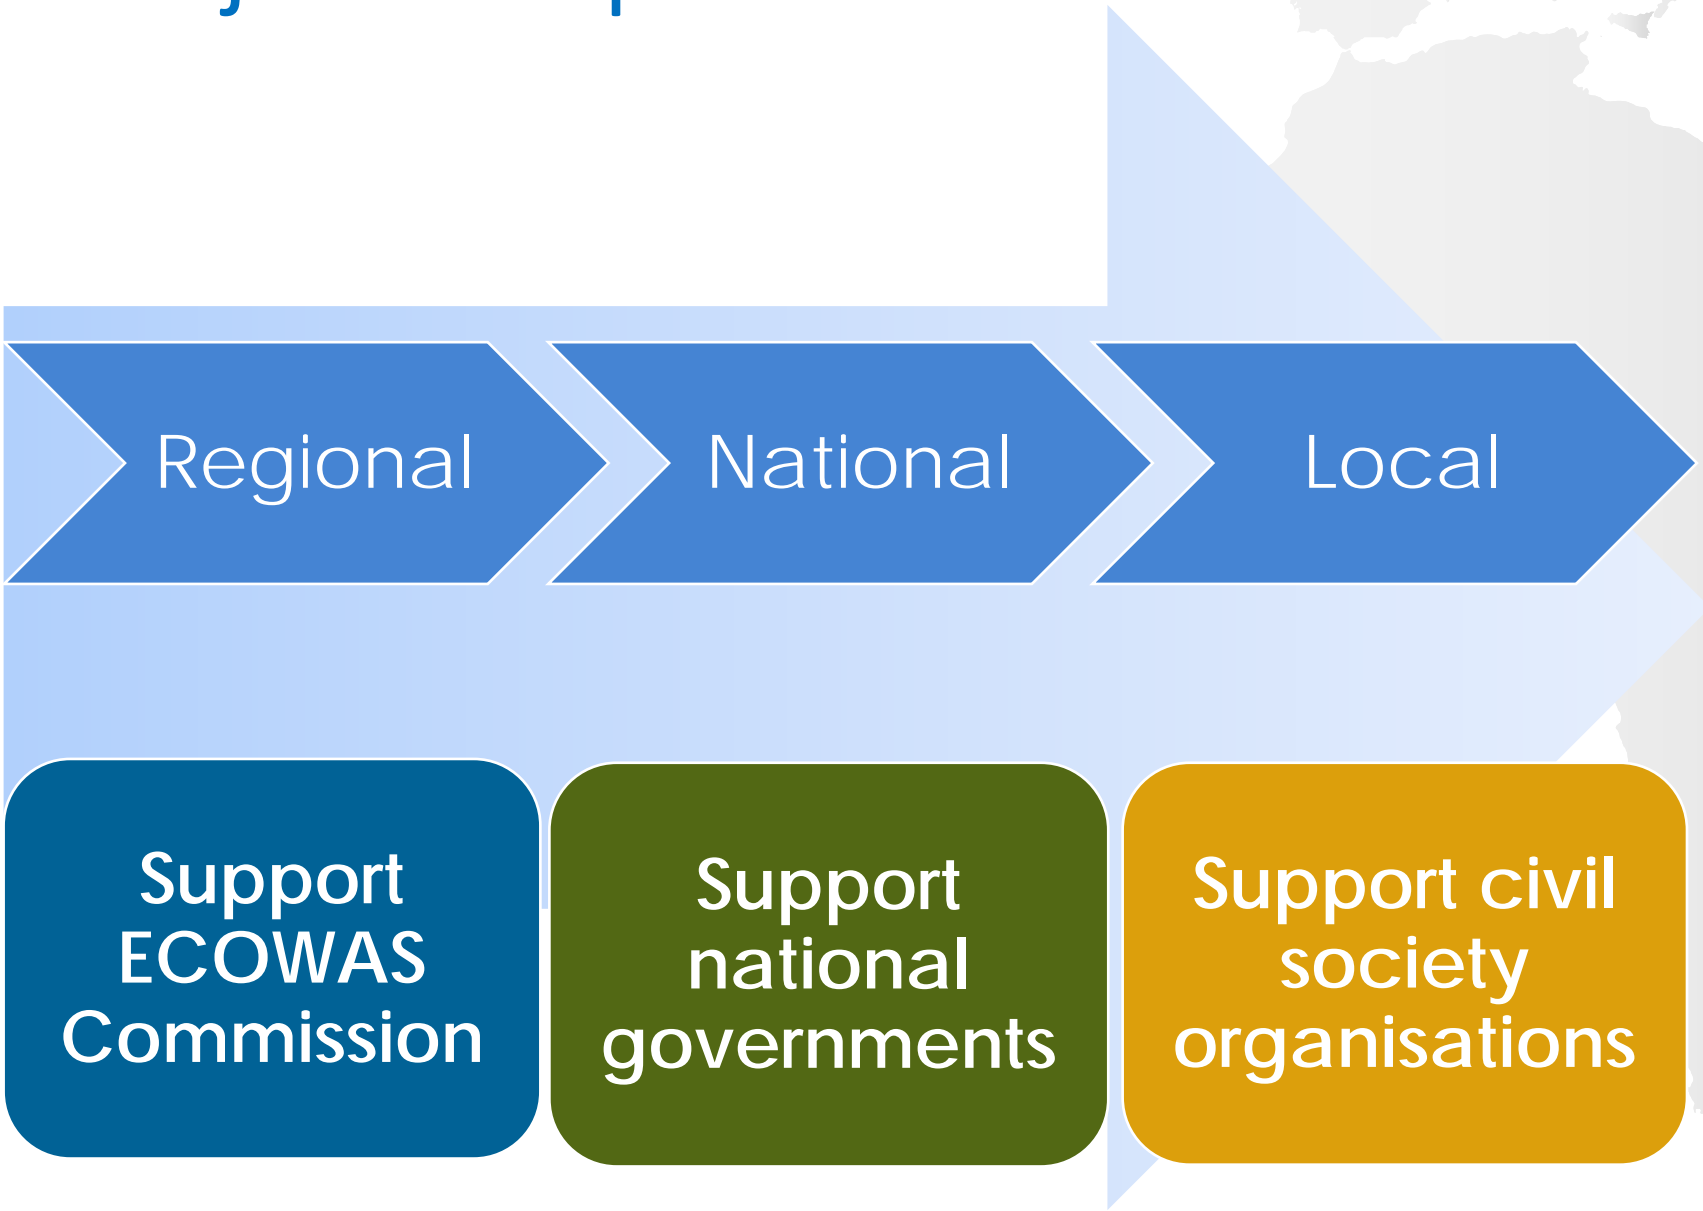 Regional
National
Local
Support
ECOWAS
Commission
Support
national
governments
Support civil
society
organisations